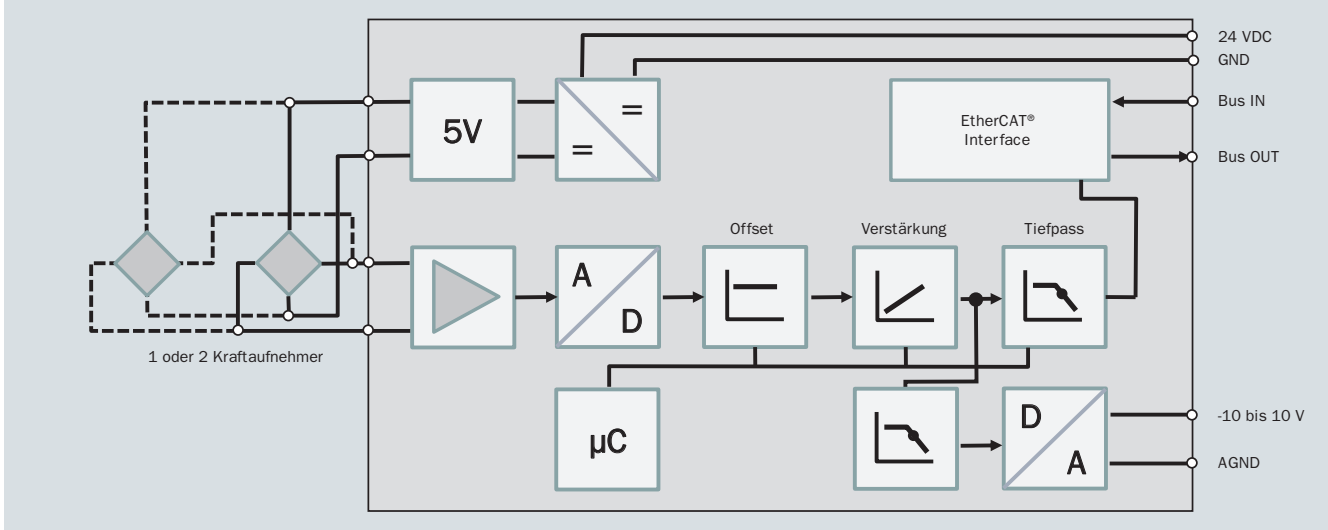 24 VDC
GND
5V
=
=
EtherCAT®
Interface
Bus IN
Bus OUT
Offset
Verstärkung
Tiefpass
A
D
1 oder 2 Kraftaufnehmer
µC
D
A
-10 bis 10 V
AGND